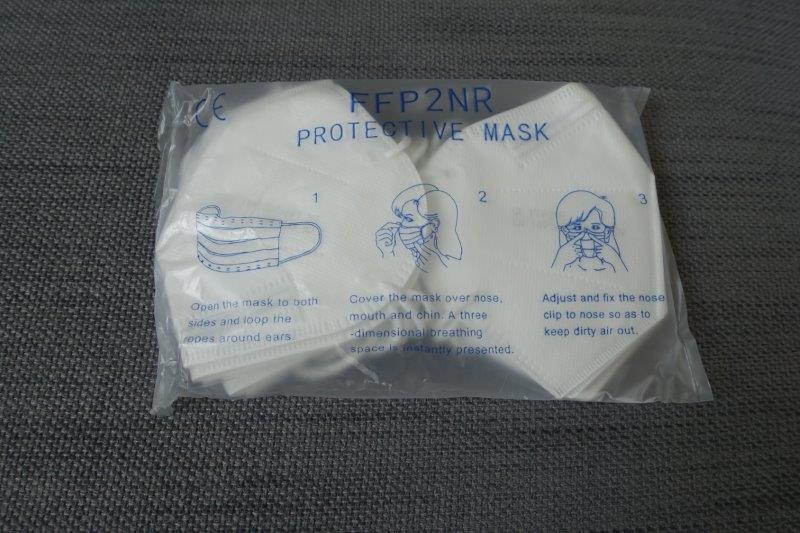 CE
FFP2NR
PROTECTIVE MASK
1
2
3
Open the mask to both
sides and loop the
ropes around ears.
Cover the mask over nose,
mouth and chin. A three
-dimensional breathing
space is instantly presented.
Adjust and fix the nose
clip to nose so as to
keep dirty air out.